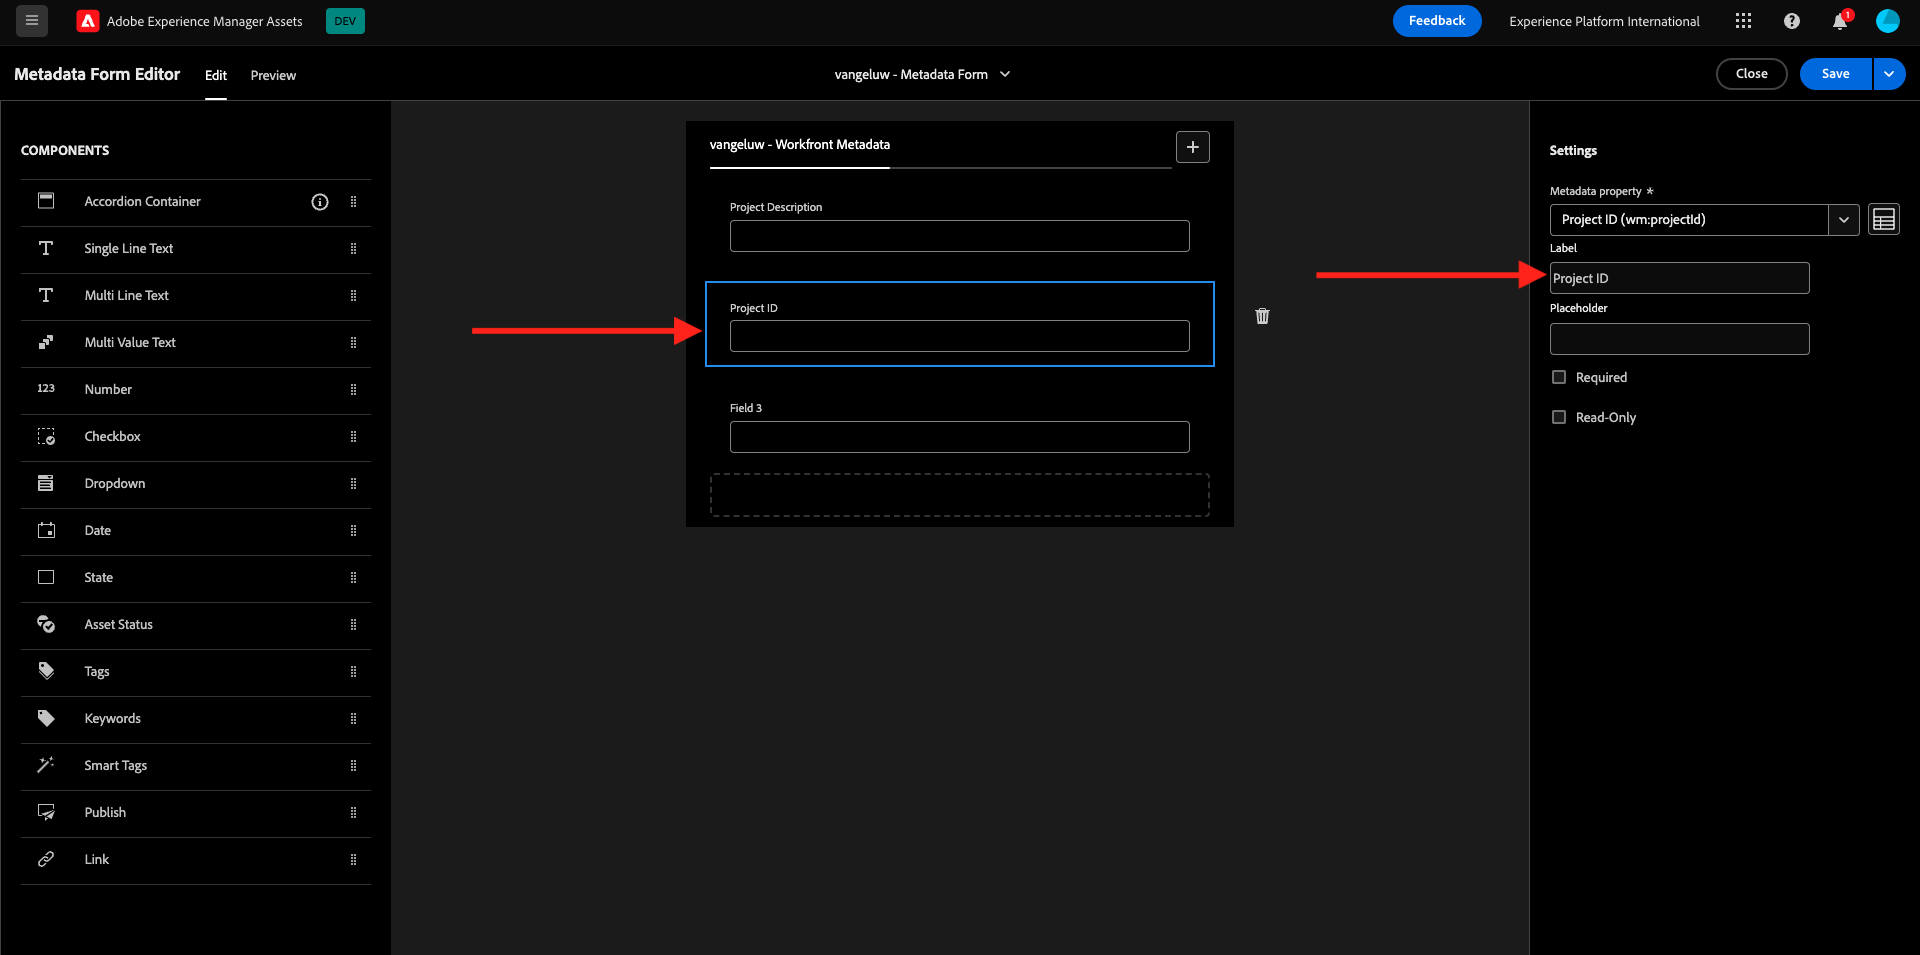 Adobe Experience Manager Assets
DEV
Feedback
Experience Platform International
1
Metadata Form Editor
Edit
Preview
vangeluw - Metadata Form
Close
Save
COMPONENTS
Accordion Container
Single Line Text
Multi Line Text
Multi Value Text
123
Number
Checkbox
Dropdown
Date
State
Asset Status
Tags
Keywords
Smart Tags
Publish
Link
vangeluw - Workfront Metadata
Project Description
Project ID
Field 3
Settings
Metadata property *
Project ID (wm:projectId)
Label
Project ID
Placeholder
Required
Read-Only